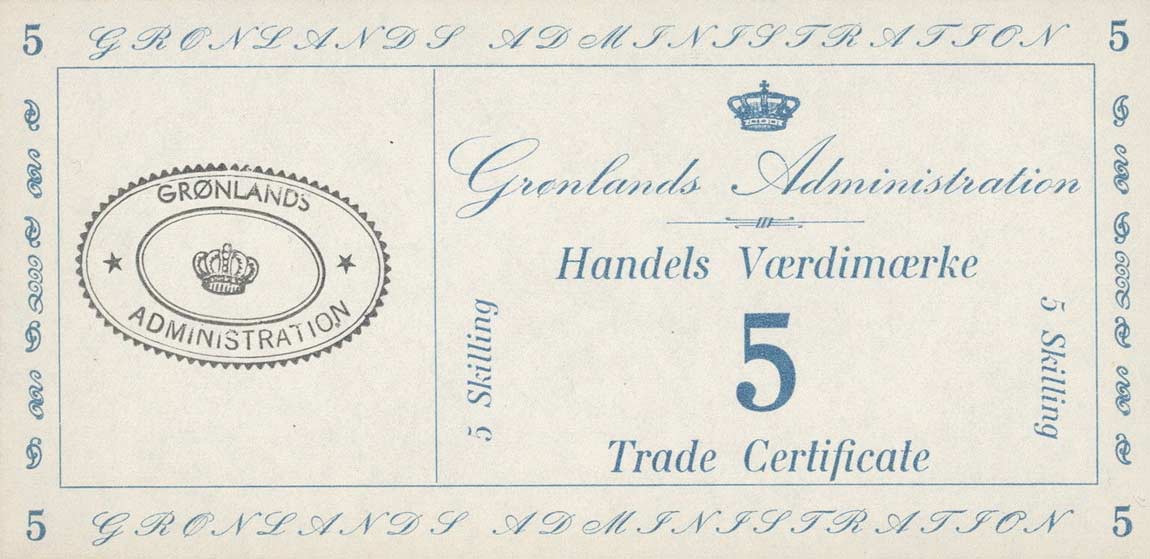 5 GRØNLANDS ADMINISTRATION 5
GRØNLANDS
ADMINISTRATION
Grønlands Administration
Handels Værdimærke
5 Skilling
5
5 Skilling
Trade Certificate
5 GRØNLANDS ADMINISTRATION 5